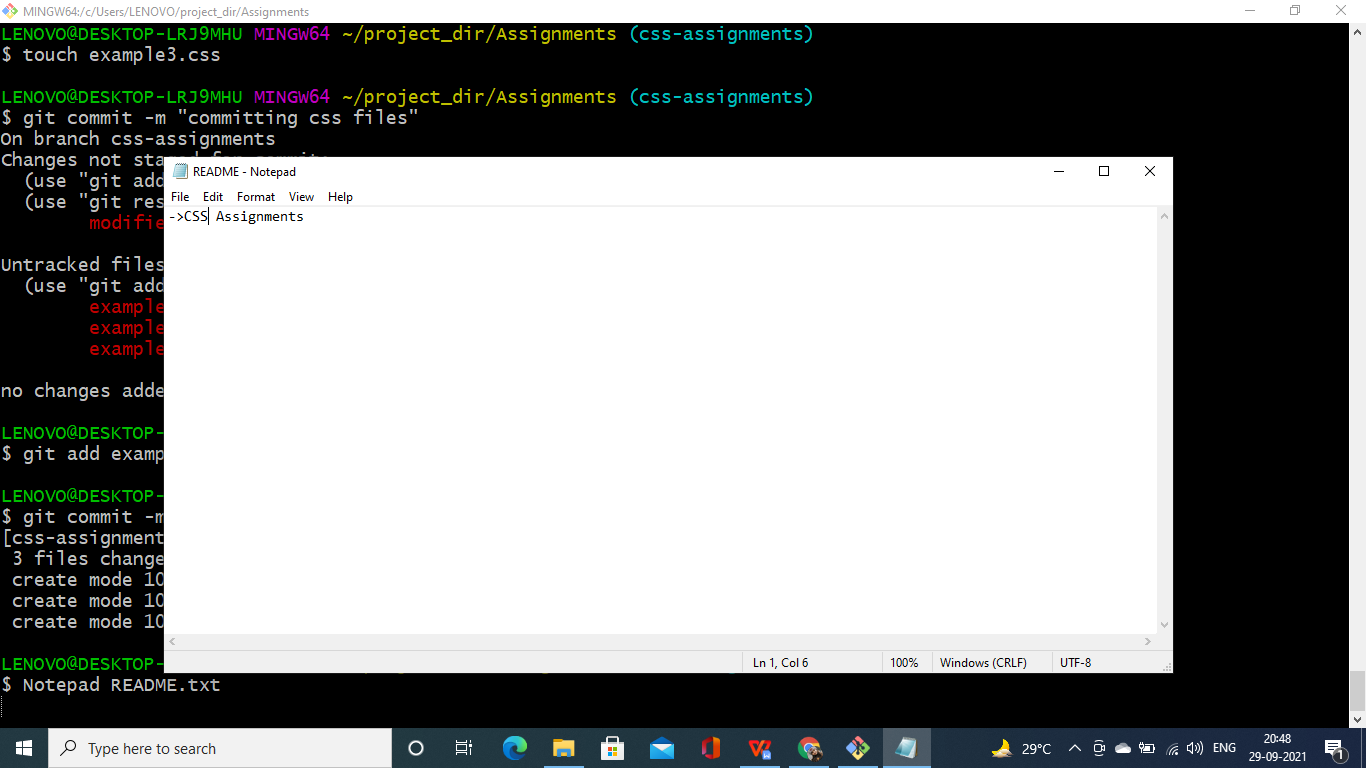 MINGW64:/c/Users/LENOVO/project_dir/Assignments
LENOVO@DESKTOP-LRJ9MHU MINGW64 ~/project_dir/Assignments (css-assignments)
$ touch example3.css
LENOVO@DESKTOP-LRJ9MHU MINGW64 ~/project_dir/Assignments (css-assignments)
$ git commit -m "committing css files"
On branch css-assignments
Changes not sta
(use "git add
(use "git res
modifie
Untracked files
(use "git add
example
example
example
no changes adde
LENOVO@DESKTOP-
$ git add examp
LENOVO@DESKTOP-
$ git commit -m
[css-assignment
3 files change
create mode 10
create mode 10
create mode 10
LENOVO@DESKTOP-
$ Notepad README.txt
README - Notepad
File Edit Format View Help
->CSS Assignments
Ln 1, Col 6 100% Windows (CRLF) UTF-8
Type here to search
29°C
ENG
20:48
29-09-2021
1